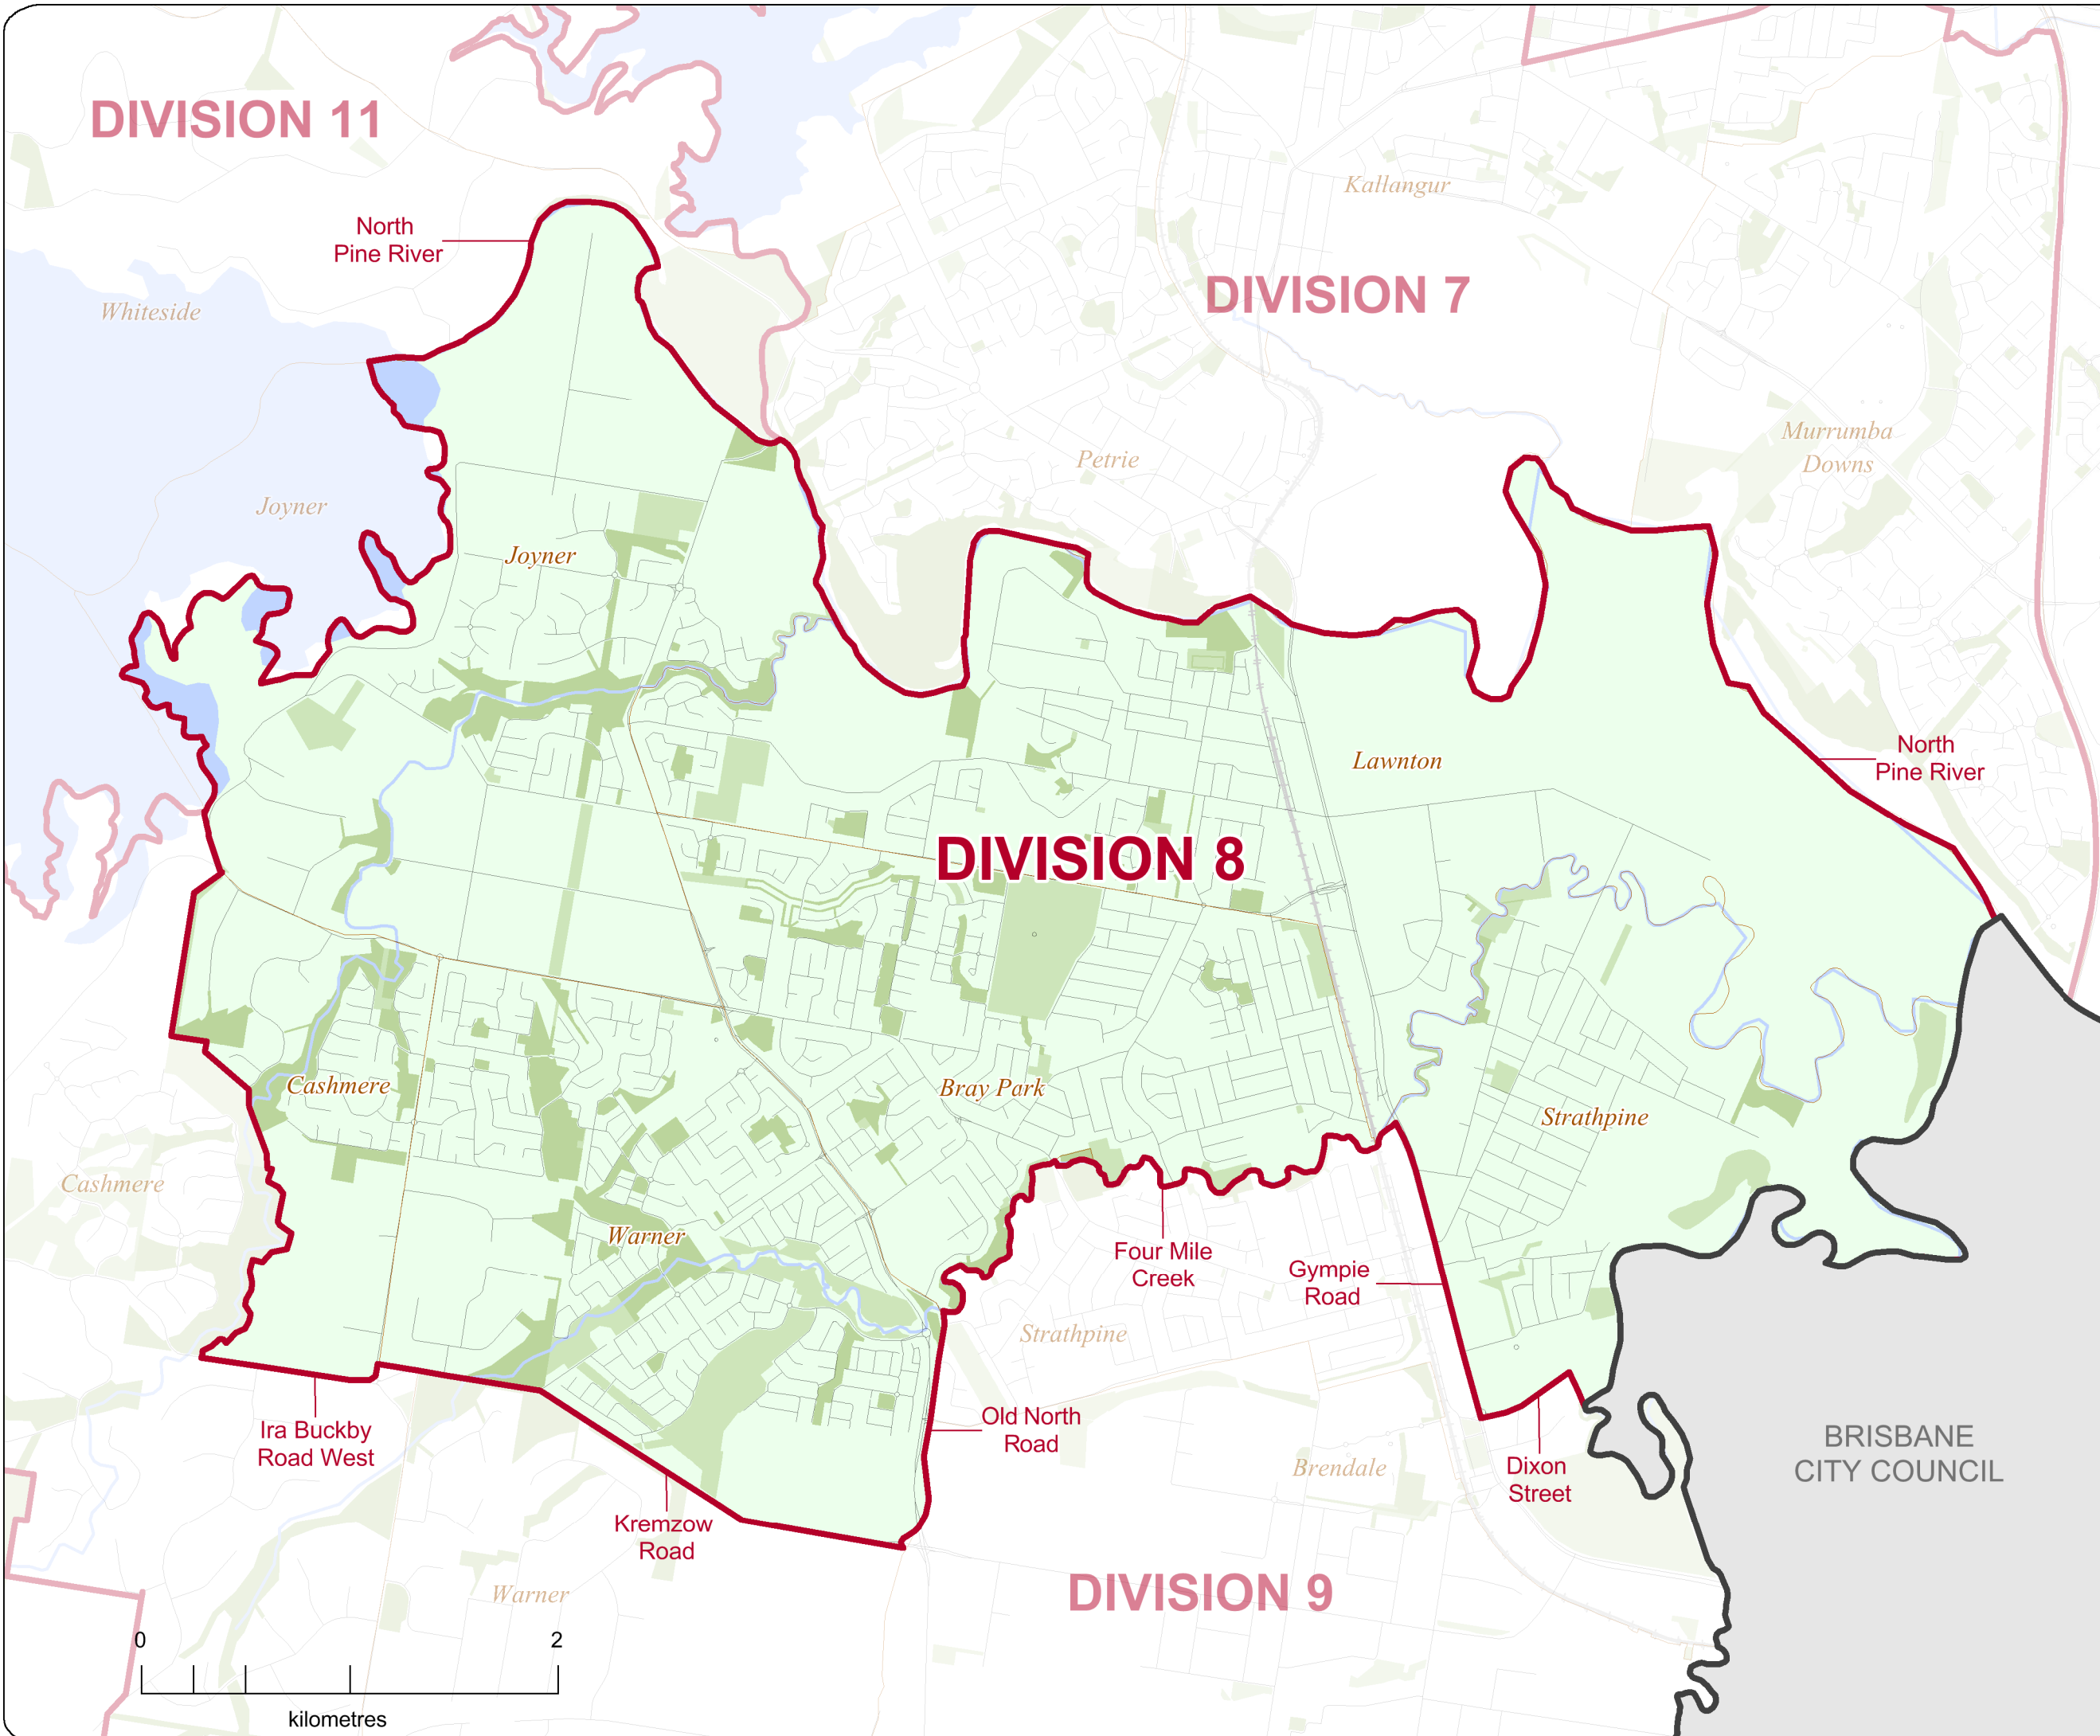 DIVISION 11
North
Pine River
Kallangur
DIVISION 7
Whiteside
Murrumba
Downs
Petrie
Joyner
Joyner
North
Pine River
Lawnton
DIVISION 8
Cashmere
Bray Park
Strathpine
Cashmere
Warner
Four Mile
Creek
Gympie
Road
Strathpine
Ira Buckby
Road West
Old North
Road
BRISBANE
CITY COUNCIL
Brendale
Dixon
Street
Kremzow
Road
Warner
DIVISION 9
0 2
kilometres